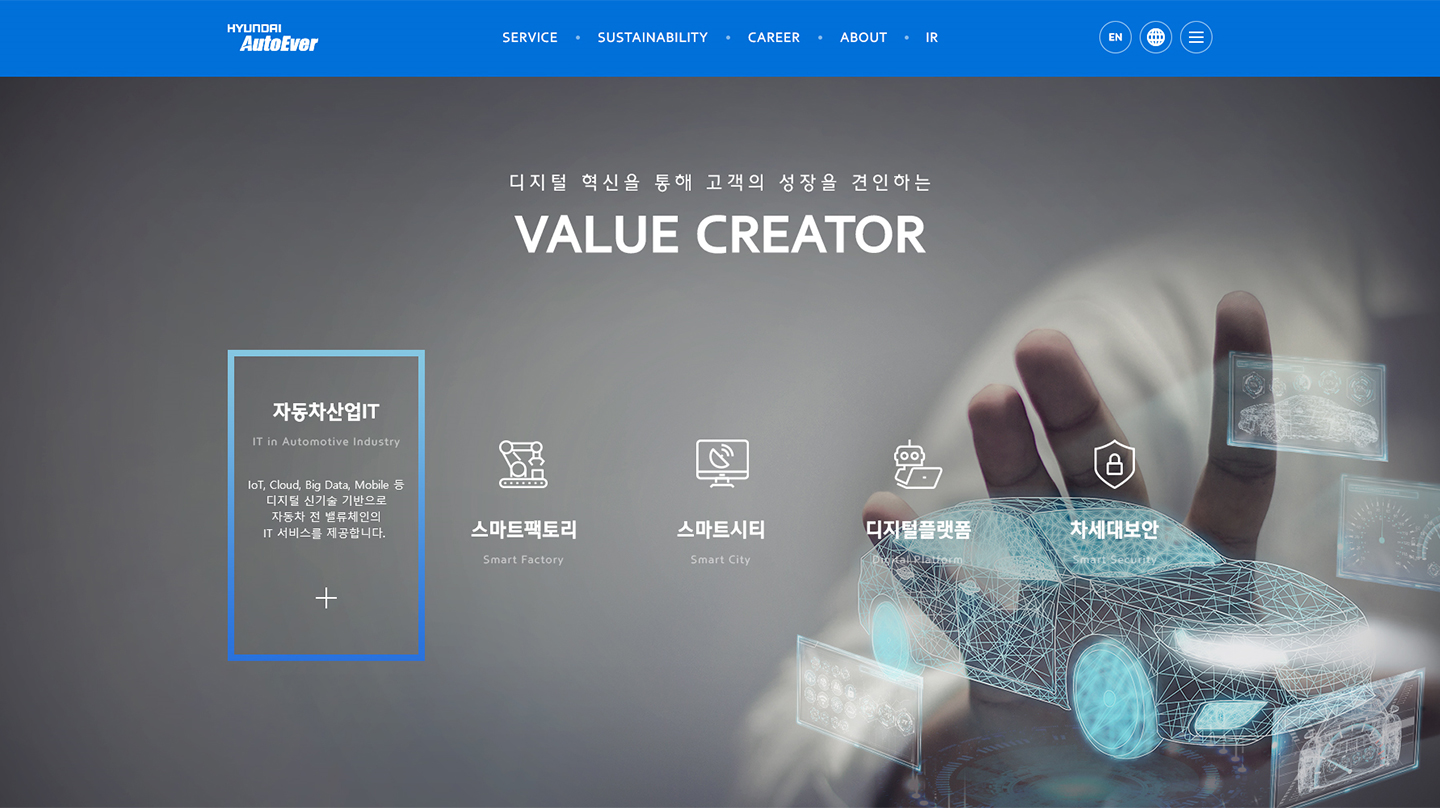 HYUNDAI
AutoEver
SERVICE • SUSTAINABILITY • CAREER • ABOUT • IR
EN
디지털 혁신을 통해 고객의 성장을 견인하는
VALUE CREATOR
자동차산업IT
IT in Automotive Industry
IoT, Cloud, Big Data, Mobile 등
디지털 신기술 기반으로
자동차 전 밸류체인의
IT 서비스를 제공합니다.
스마트팩토리
Smart Factory
스마트시티
Smart City
디지털플랫폼
Digital Platform
차세대보안
Smart Security